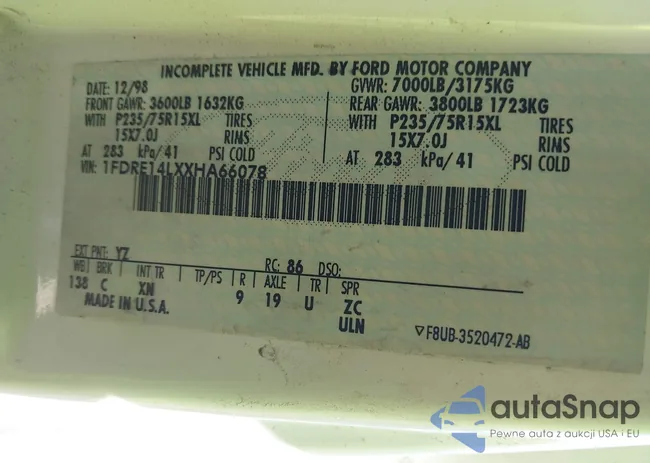 INCOMPLETE VEHICLE MFD. BY FORD MOTOR COMPANY
DATE: 12/98 GVWR: 7000LB/3175KG
FRONT GAWR: 3600LB 1632KG REAR GAWR: 3800LB 1723KG
WITH P235/75R15XL TIRES WITH P235/75R15XL TIRES
15X7.0J RIMS 15X7.0J RIMS
AT 283 kPa/41 PSI COLD AT 283 kPa/41 PSI COLD
VIN: 1FDRE14LXXHA66078
EXT PNT: YZ RC: 86 DSO:
WB BRK INT TR TP/PS R AXLE TR SPR
138 C XN 9 19 U ZC
MADE IN U.S.A. ULN
▽F8UB-3520472-AB
autaSnap
Pewne auta z aukcji USA i EU